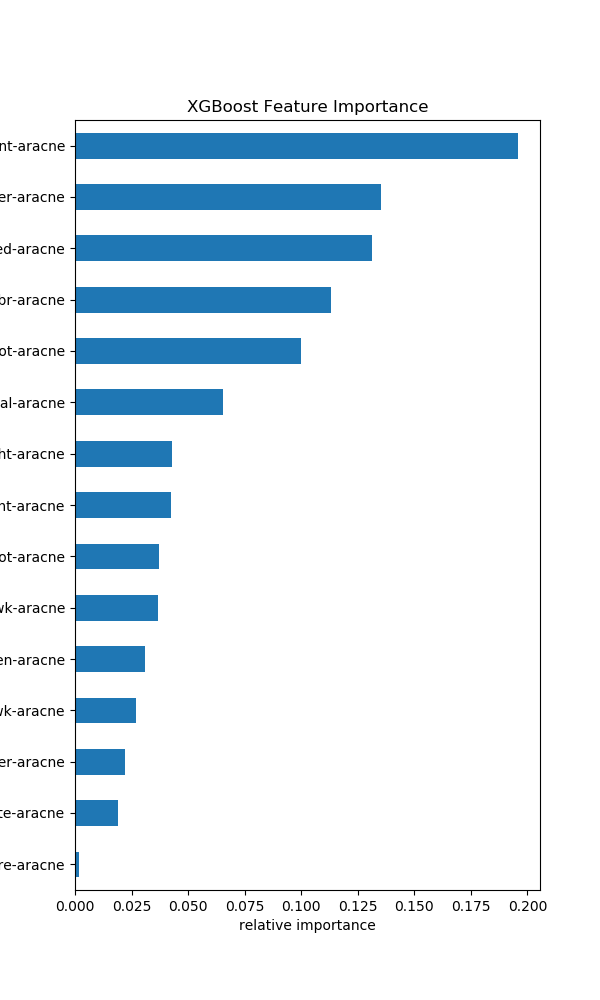 XGBoost Feature Importance
nt-aracne
er-aracne
ed-aracne
or-aracne
ot-aracne
al-aracne
ht-aracne
nt-aracne
ot-aracne
wk-aracne
en-aracne
wk-aracne
er-aracne
te-aracne
re-aracne
0.000 0.025 0.050 0.075 0.100 0.125 0.150 0.175 0.200
relative importance